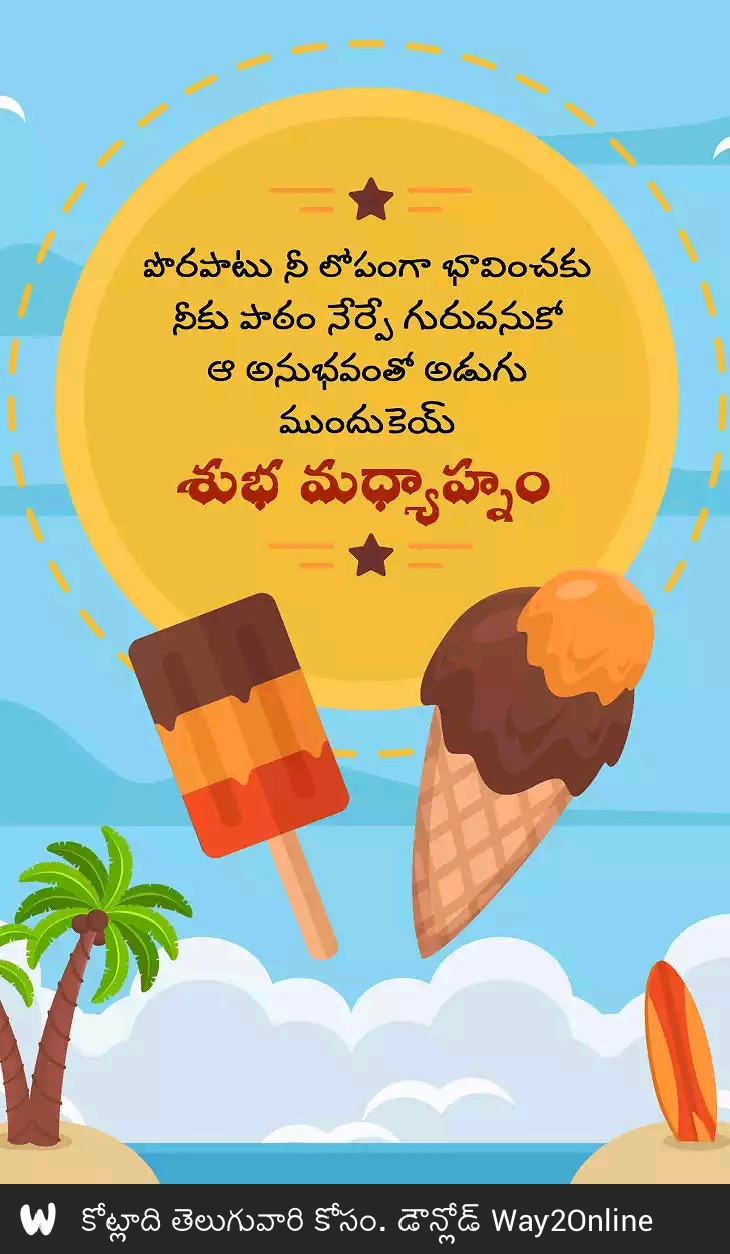 పొరపాటు నీ లోపంగా భావించకు
నీకు పాఠం నేర్పే గురువనుకో
ఆ అనుభవంతో అడుగు
ముందుకెయ్
శుభ మధ్యాహ్నం
W కోట్లాది తెలుగువారి కోసం. డౌన్లోడ్ Way2Online